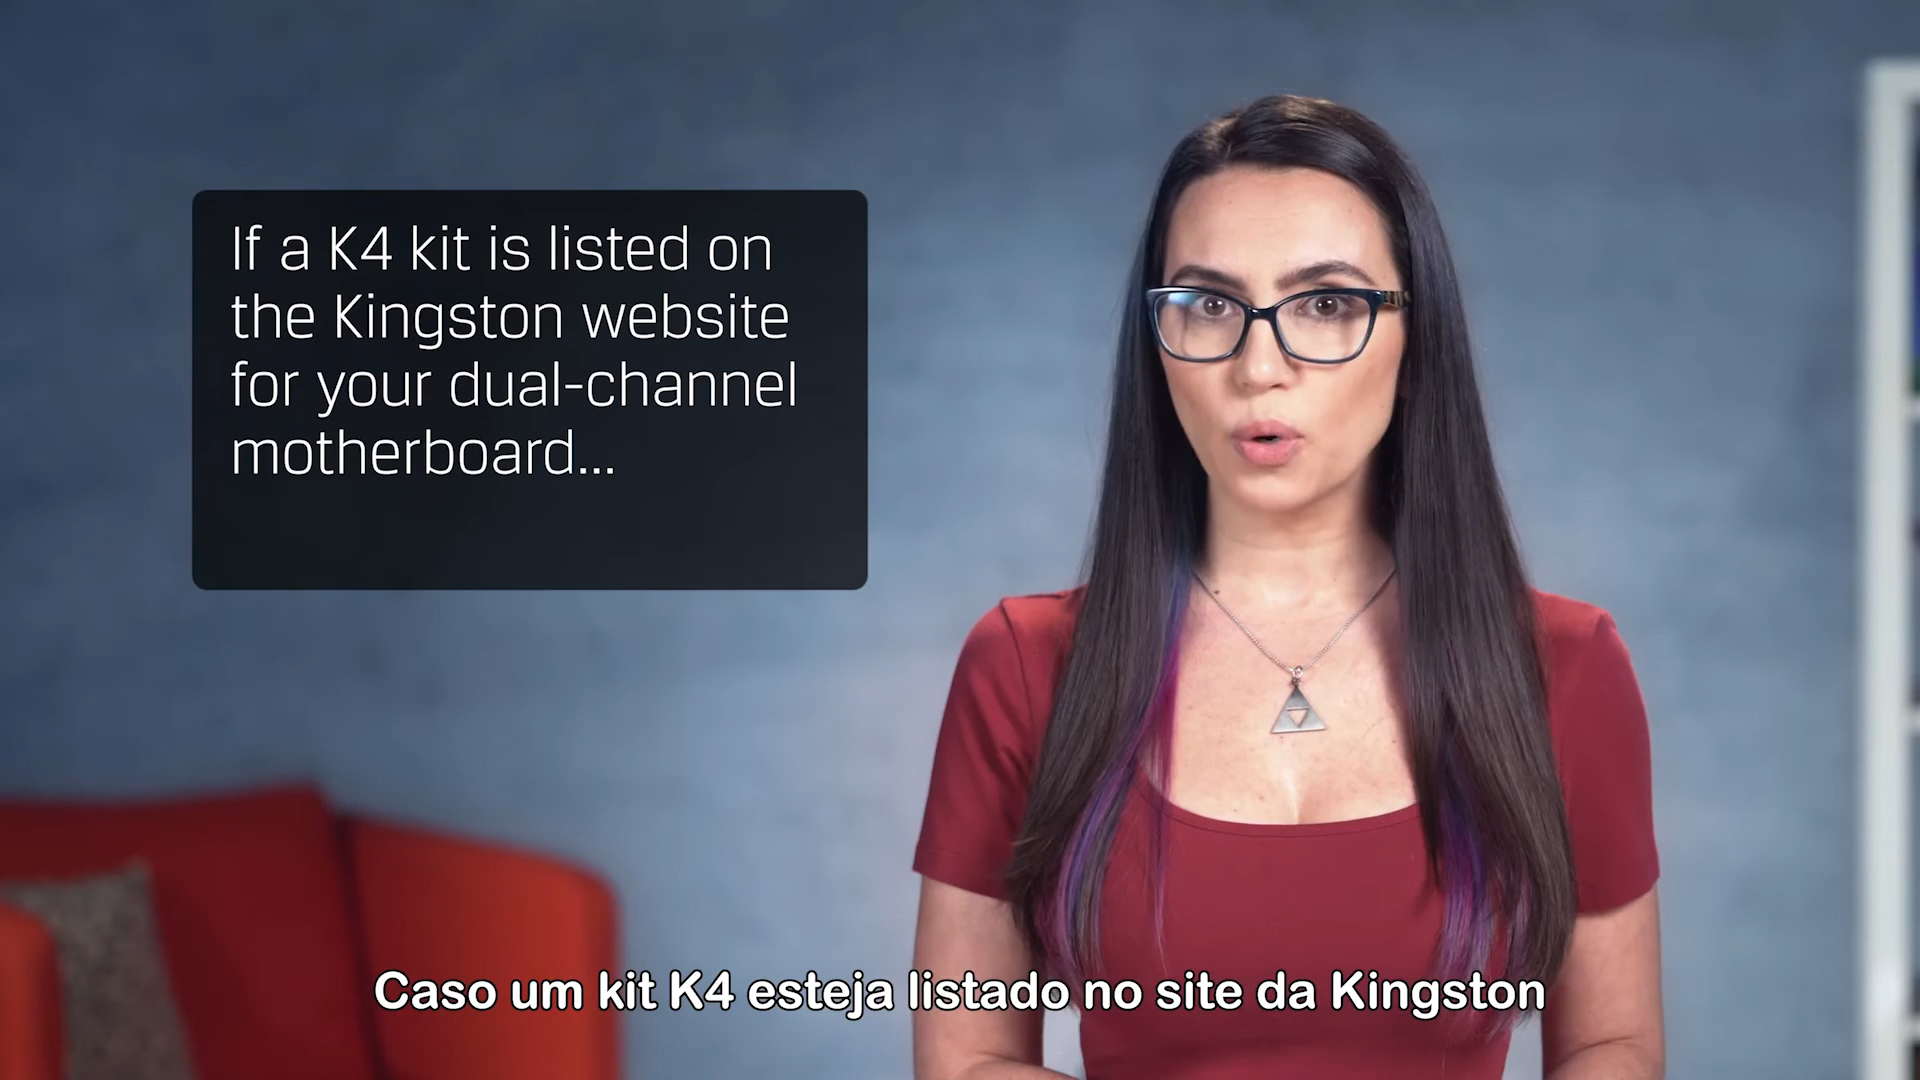 If a K4 kit is listed on
the Kingston website
for your dual-channel
motherboard...
Caso um kit K4 esteja listado no site da Kingston